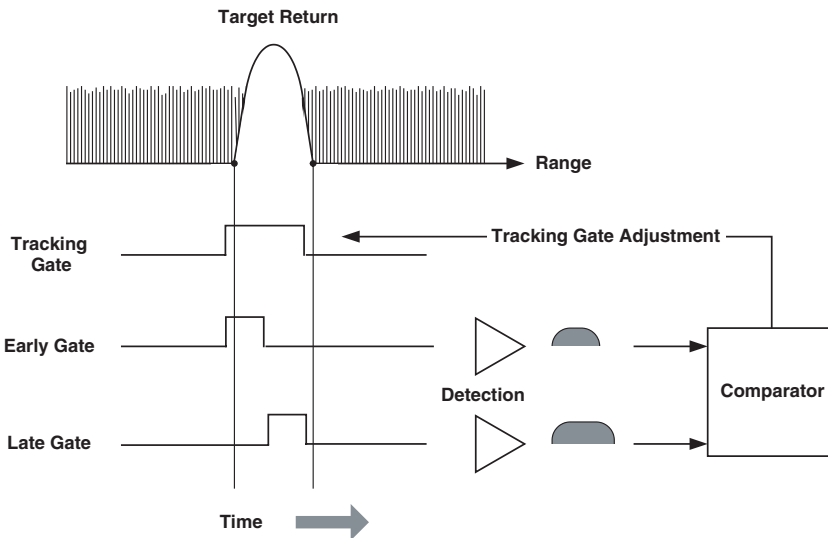 Target Return
Range
Tracking
Gate
Tracking Gate Adjustment
Early Gate
Detection
Comparator
Late Gate
Time